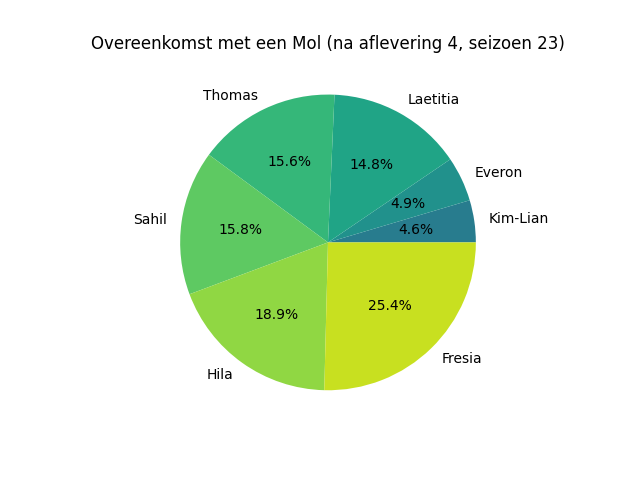 Overeenkomst met een Mol (na aflevering 4, seizoen 23)
Thomas
Laetitia
15.6%
14.8%
Everon
4.9%
Kim-Lian
4.6%
Sahil
15.8%
25.4%
18.9%
Fresia
Hila